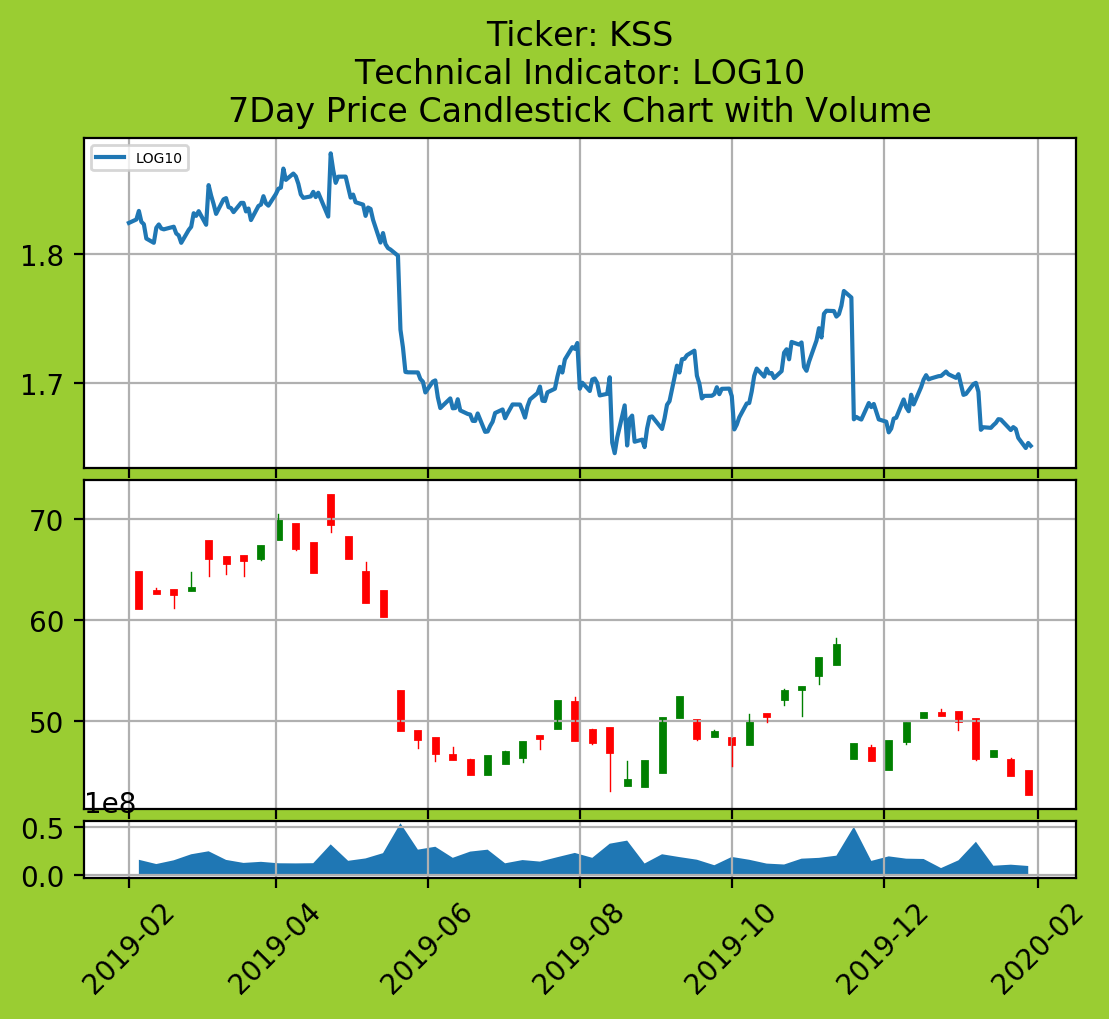 Ticker: KSS
Technical Indicator: LOG10
7Day Price Candlestick Chart with Volume
LOG10
1.8
1.7
70
60
50
1e8
0.5
0.0
2019-02
2019-04
2019-06
2019-08
2019-10
2019-12
2020-02